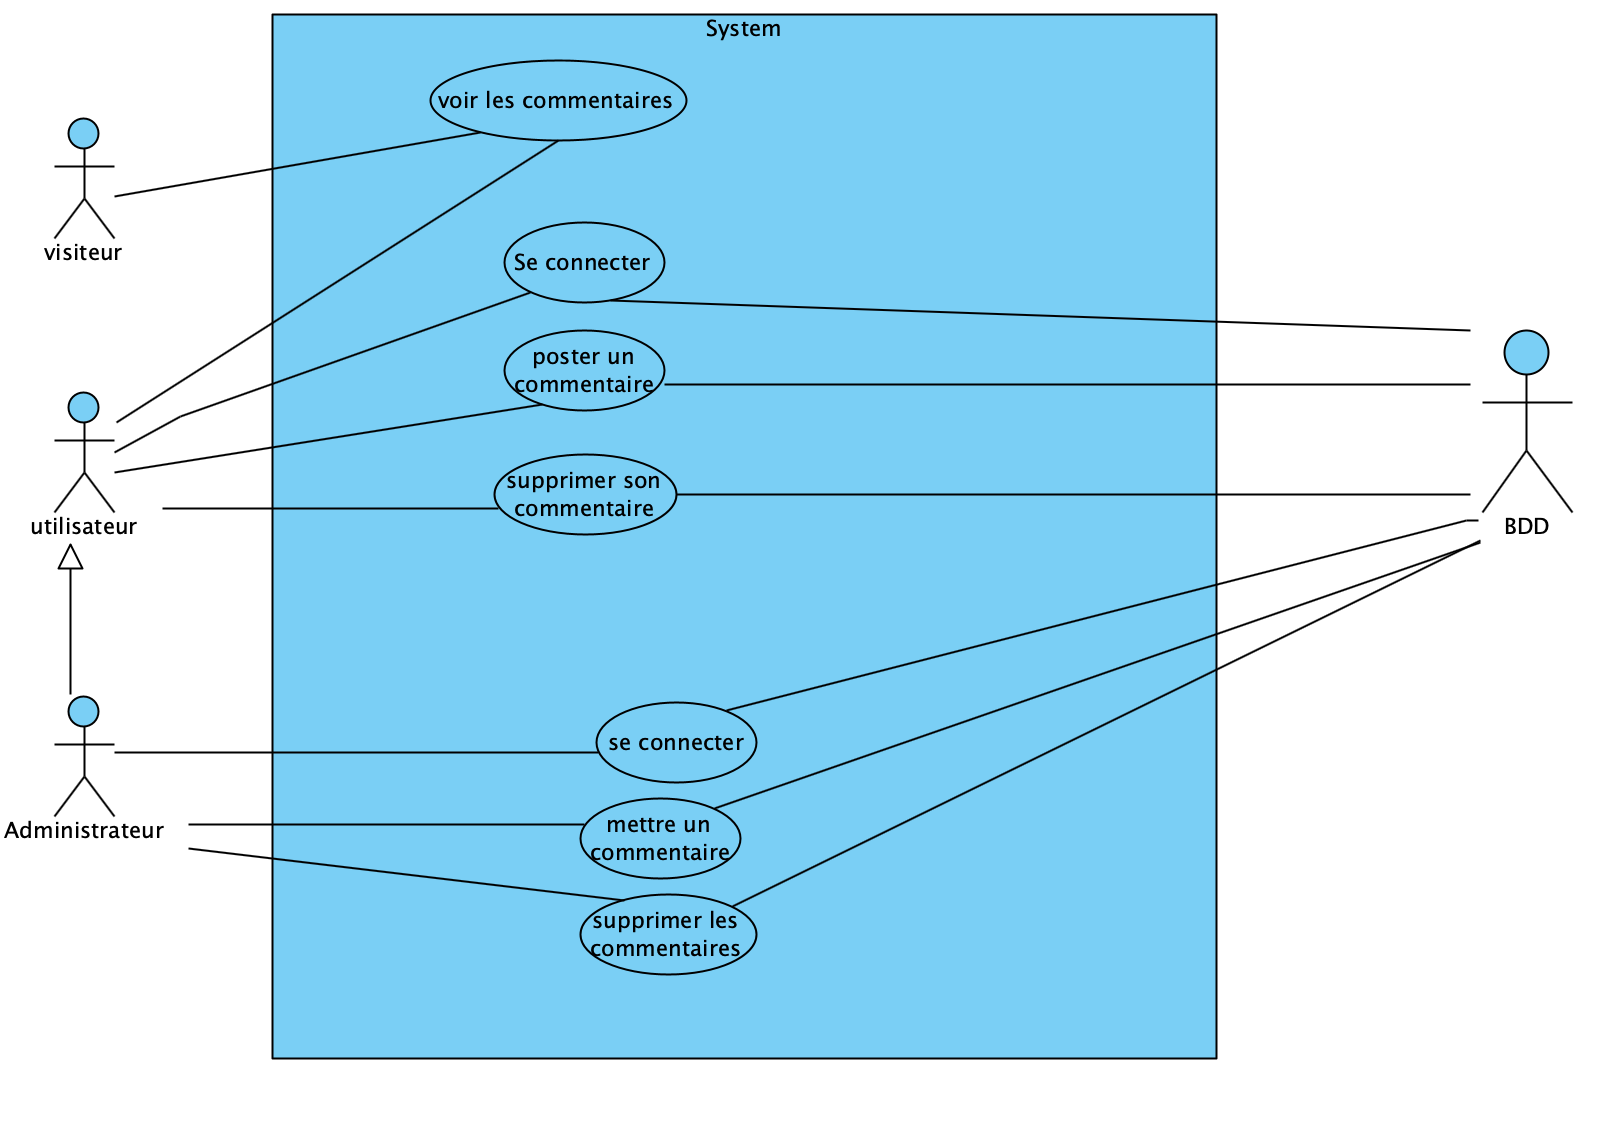 System
voir les commentaires
visiteur
Se connecter
poster un
commentaire
supprimer son
commentaire
utilisateur
BDD
se connecter
mettre un
commentaire
Administrateur
supprimer les
commentaires